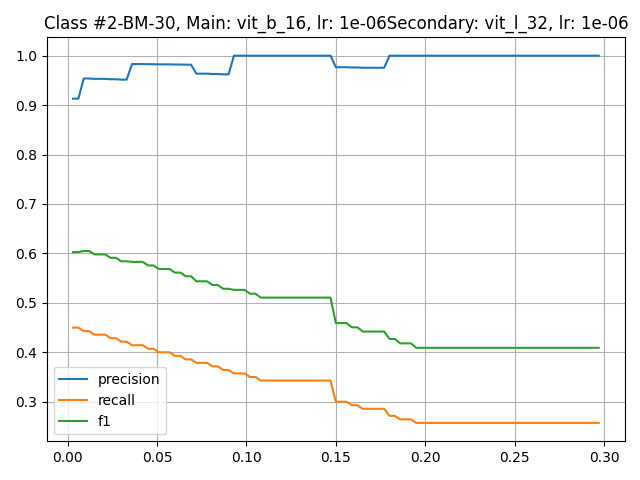 Class #2-BM-30, Main: vit_b_16, lr: 1e-06Secondary: vit_l_32, lr: 1e-06
1.0
0.9
0.8
0.7
0.6
0.5
0.4
0.3
precision
recall
f1
0.00 0.05 0.10 0.15 0.20 0.25 0.30